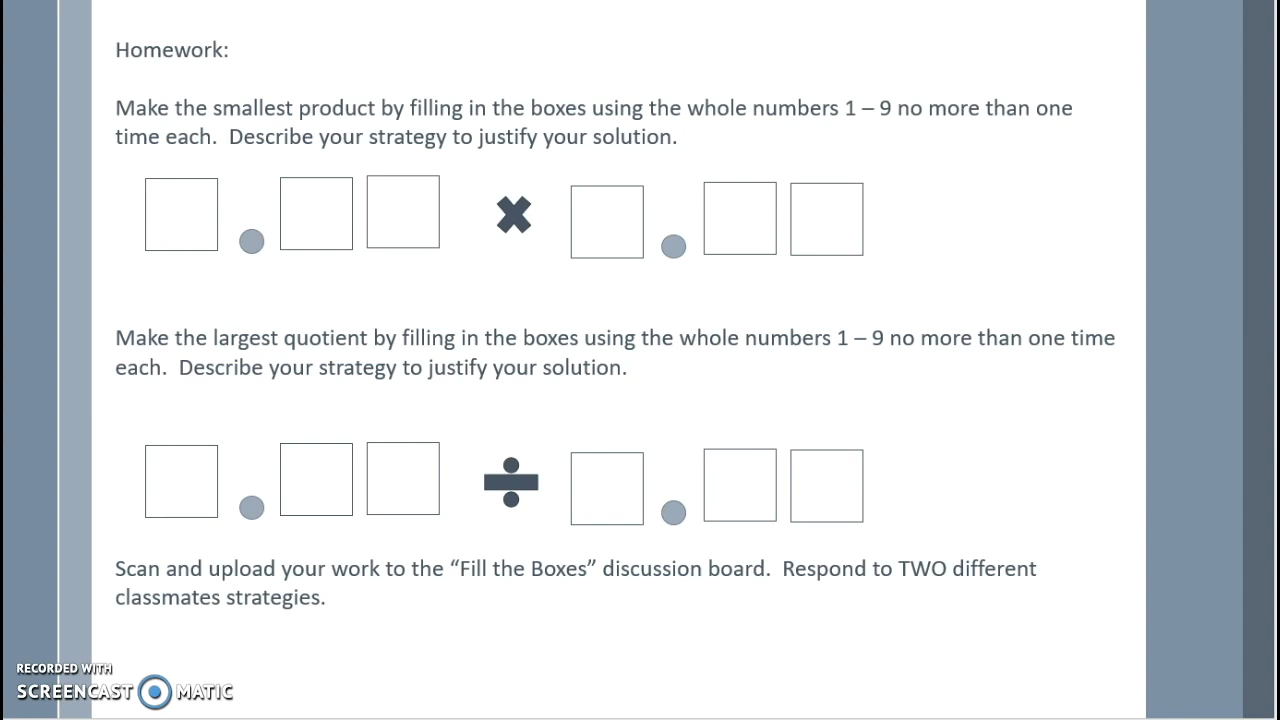 Homework:
Make the smallest product by filling in the boxes using the whole numbers 1 – 9 no more than one
time each.  Describe your strategy to justify your solution.
Make the largest quotient by filling in the boxes using the whole numbers 1 – 9 no more than one time
each.  Describe your strategy to justify your solution.
Scan and upload your work to the “Fill the Boxes” discussion board.  Respond to TWO different
classmates strategies.
RECORDED WITH
SCREENCAST MATIC